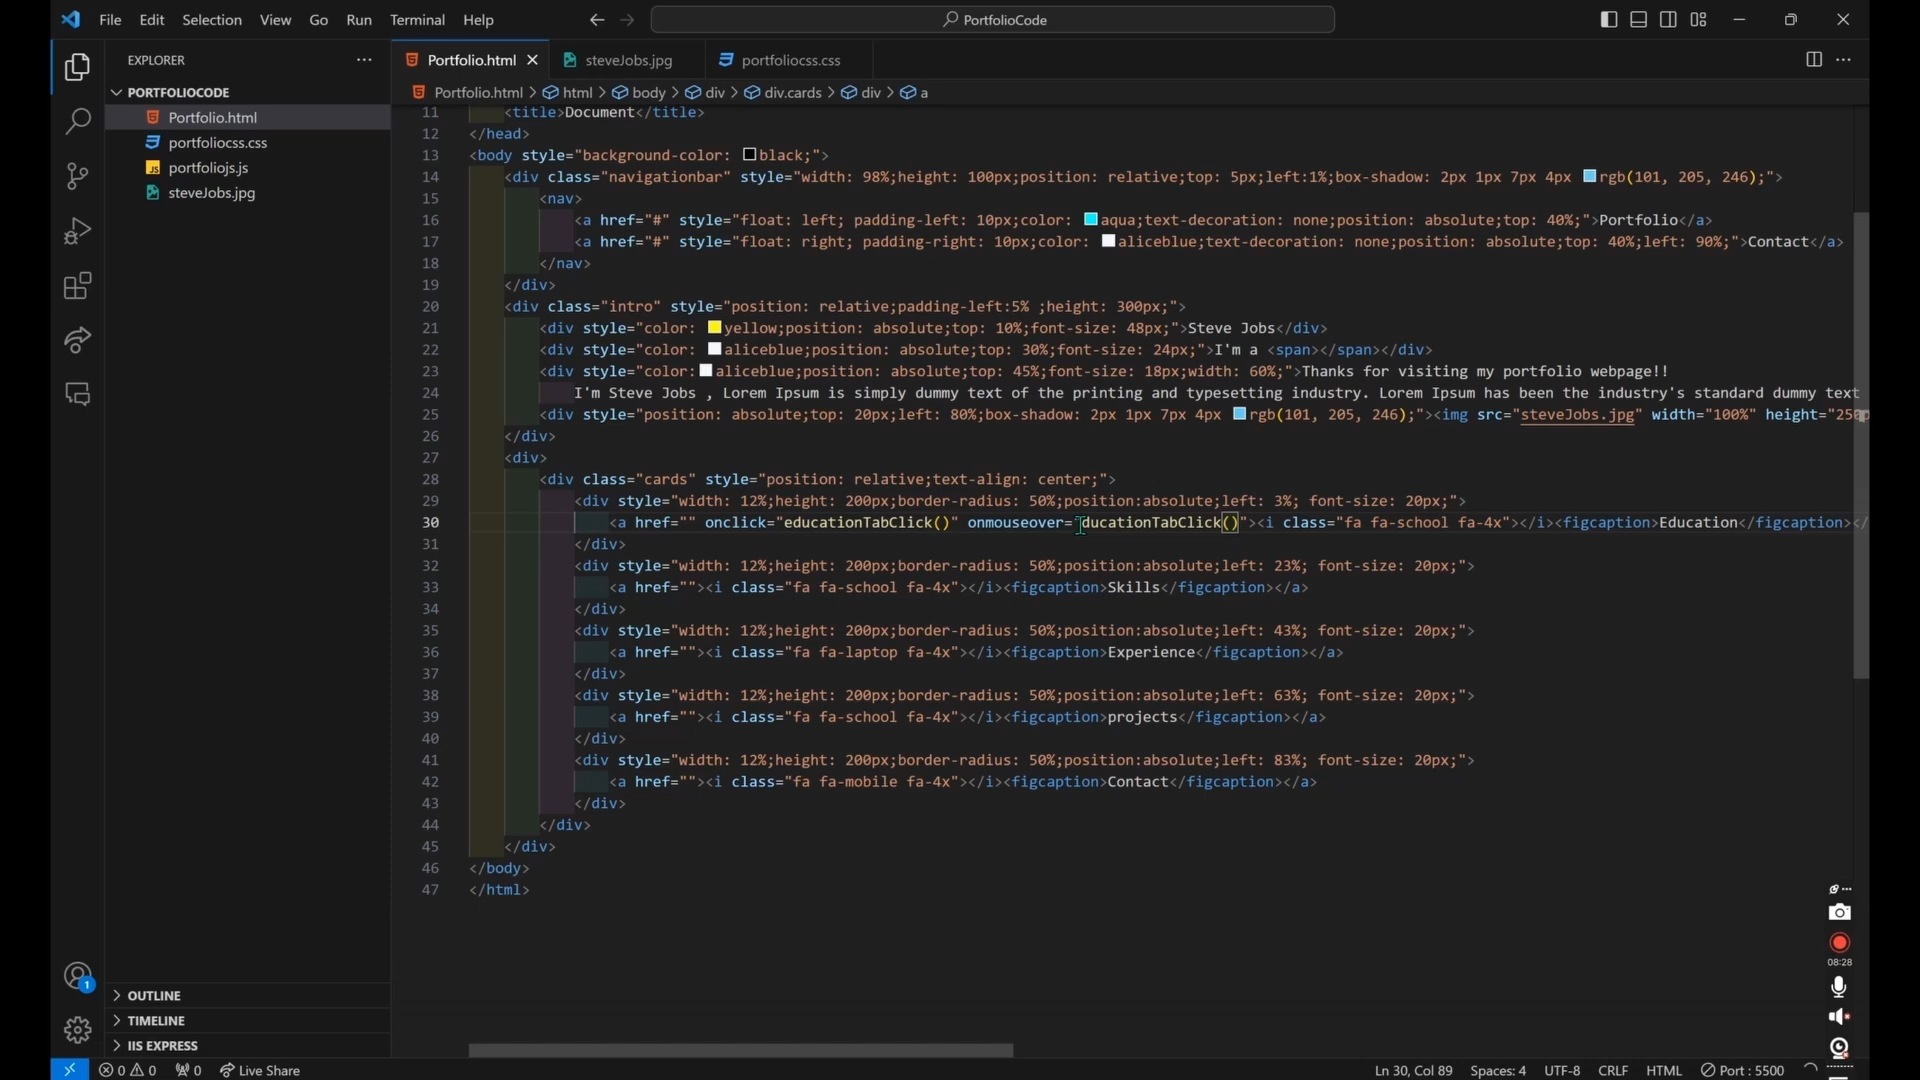 File Edit Selection View Go Run Terminal Help PortfolioCode
EXPLORER
PORTFOLIOCODE
Portfolio.html
portfoliocss.css
portfoliojs.js
steveJobs.jpg
OUTLINE
TIMELINE
IIS EXPRESS
Portfolio.html steveJobs.jpg portfoliocss.css
Portfolio.html > html > body > div > div.cards > div > a
11 <title>Document</title>
12 </head>
13 <body style="background-color: black;">
14 <div class="navigationbar" style="width: 98%;height: 100px;position: relative;top: 5px;left:1%;box-shadow: 2px 1px 7px 4px rgb(101, 205, 246);">
15 <nav>
16 <a href="#" style="float: left; padding-left: 10px;color: aqua;text-decoration: none;position: absolute;top: 40%;">Portfolio</a>
17 <a href="#" style="float: right; padding-right: 10px;color: aliceblue;text-decoration: none;position: absolute;top: 40%;left: 90%;">Contact</a>
18 </nav>
19 </div>
20 <div class="intro" style="position: relative;padding-left:5% ;height: 300px;">
21 <div style="color: yellow;position: absolute;top: 10%;font-size: 48px;">Steve Jobs</div>
22 <div style="color: aliceblue;position: absolute;top: 30%;font-size: 24px;">I'm a <span></span></div>
23 <div style="color: aliceblue;position: absolute;top: 45%;font-size: 18px;width: 60%;">Thanks for visiting my portfolio webpage!!
24 I'm Steve Jobs , Lorem Ipsum is simply dummy text of the printing and typesetting industry. Lorem Ipsum has been the industry's standard dummy text
25 <div style="position: absolute;top: 20px;left: 80%;box-shadow: 2px 1px 7px 4px rgb(101, 205, 246);"><img src="steveJobs.jpg" width="100%" height="250p
26 </div>
27 <div>
28 <div class="cards" style="position: relative;text-align: center;">
29 <div style="width: 12%;height: 200px;border-radius: 50%;position:absolute;left: 3%; font-size: 20px;">
30 <a href="" onclick="educationTabClick()" onmouseover="ducationTabClick()"><i class="fa fa-school fa-4x"></i><figcaption>Education</figcaption></
31 </div>
32 <div style="width: 12%;height: 200px;border-radius: 50%;position:absolute;left: 23%; font-size: 20px;">
33 <a href=""><i class="fa fa-school fa-4x"></i><figcaption>Skills</figcaption></a>
34 </div>
35 <div style="width: 12%;height: 200px;border-radius: 50%;position:absolute;left: 43%; font-size: 20px;">
36 <a href=""><i class="fa fa-laptop fa-4x"></i><figcaption>Experience</figcaption></a>
37 </div>
38 <div style="width: 12%;height: 200px;border-radius: 50%;position:absolute;left: 63%; font-size: 20px;">
39 <a href=""><i class="fa fa-school fa-4x"></i><figcaption>projects</figcaption></a>
40 </div>
41 <div style="width: 12%;height: 200px;border-radius: 50%;position:absolute;left: 83%; font-size: 20px;">
42 <a href=""><i class="fa fa-mobile fa-4x"></i><figcaption>Contact</figcaption></a>
43 </div>
44 </div>
45 </div>
46 </body>
47 </html>
08:28
1
0 0 0 Live Share Ln 30, Col 89 Spaces: 4 UTF-8 CRLF HTML Port : 5500